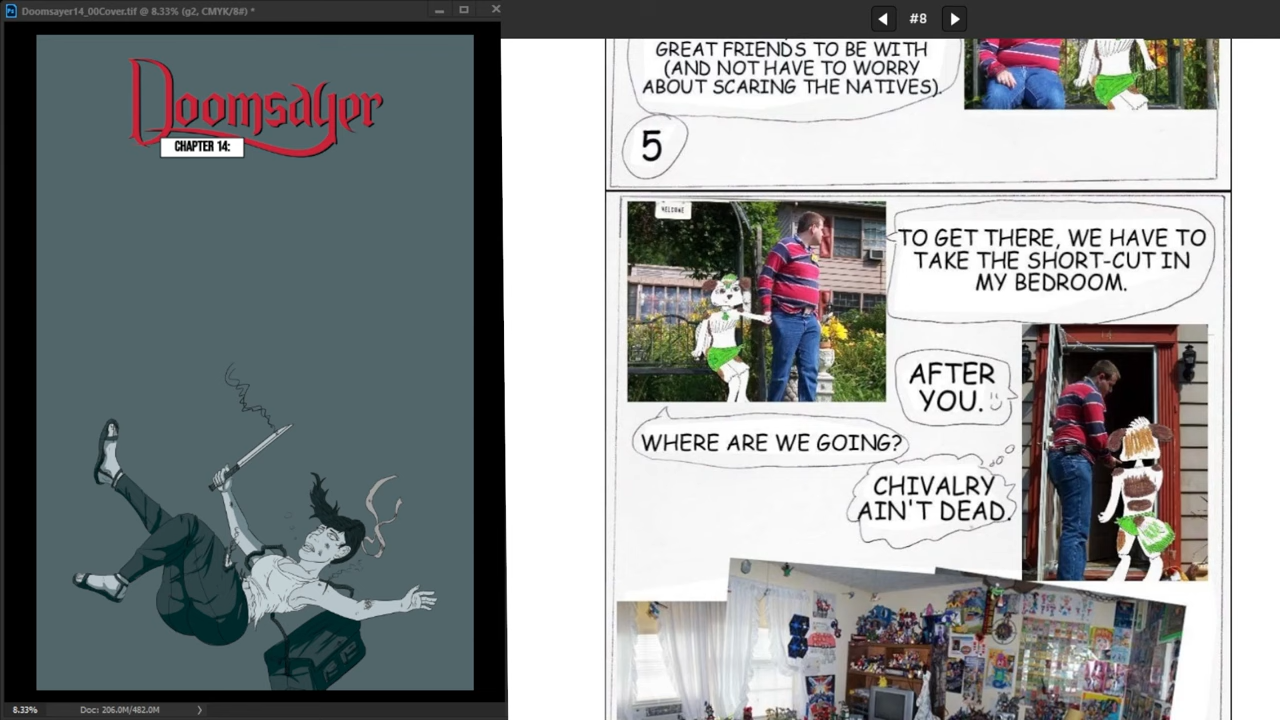 Doomsayer14_00Cover.tif @ 8.33% (g2, CMYK/8#) *
Doomsayer
CHAPTER 14:
8.33%
Doc: 206.0M/482.0M
#8
GREAT FRIENDS TO BE WITH
(AND NOT HAVE TO WORRY
ABOUT SCARING THE NATIVES).
5
WELCOME
TO GET THERE, WE HAVE TO
TAKE THE SHORT-CUT IN
MY BEDROOM.
WHERE ARE WE GOING?
AFTER
YOU.
CHIVALRY
AIN'T DEAD.